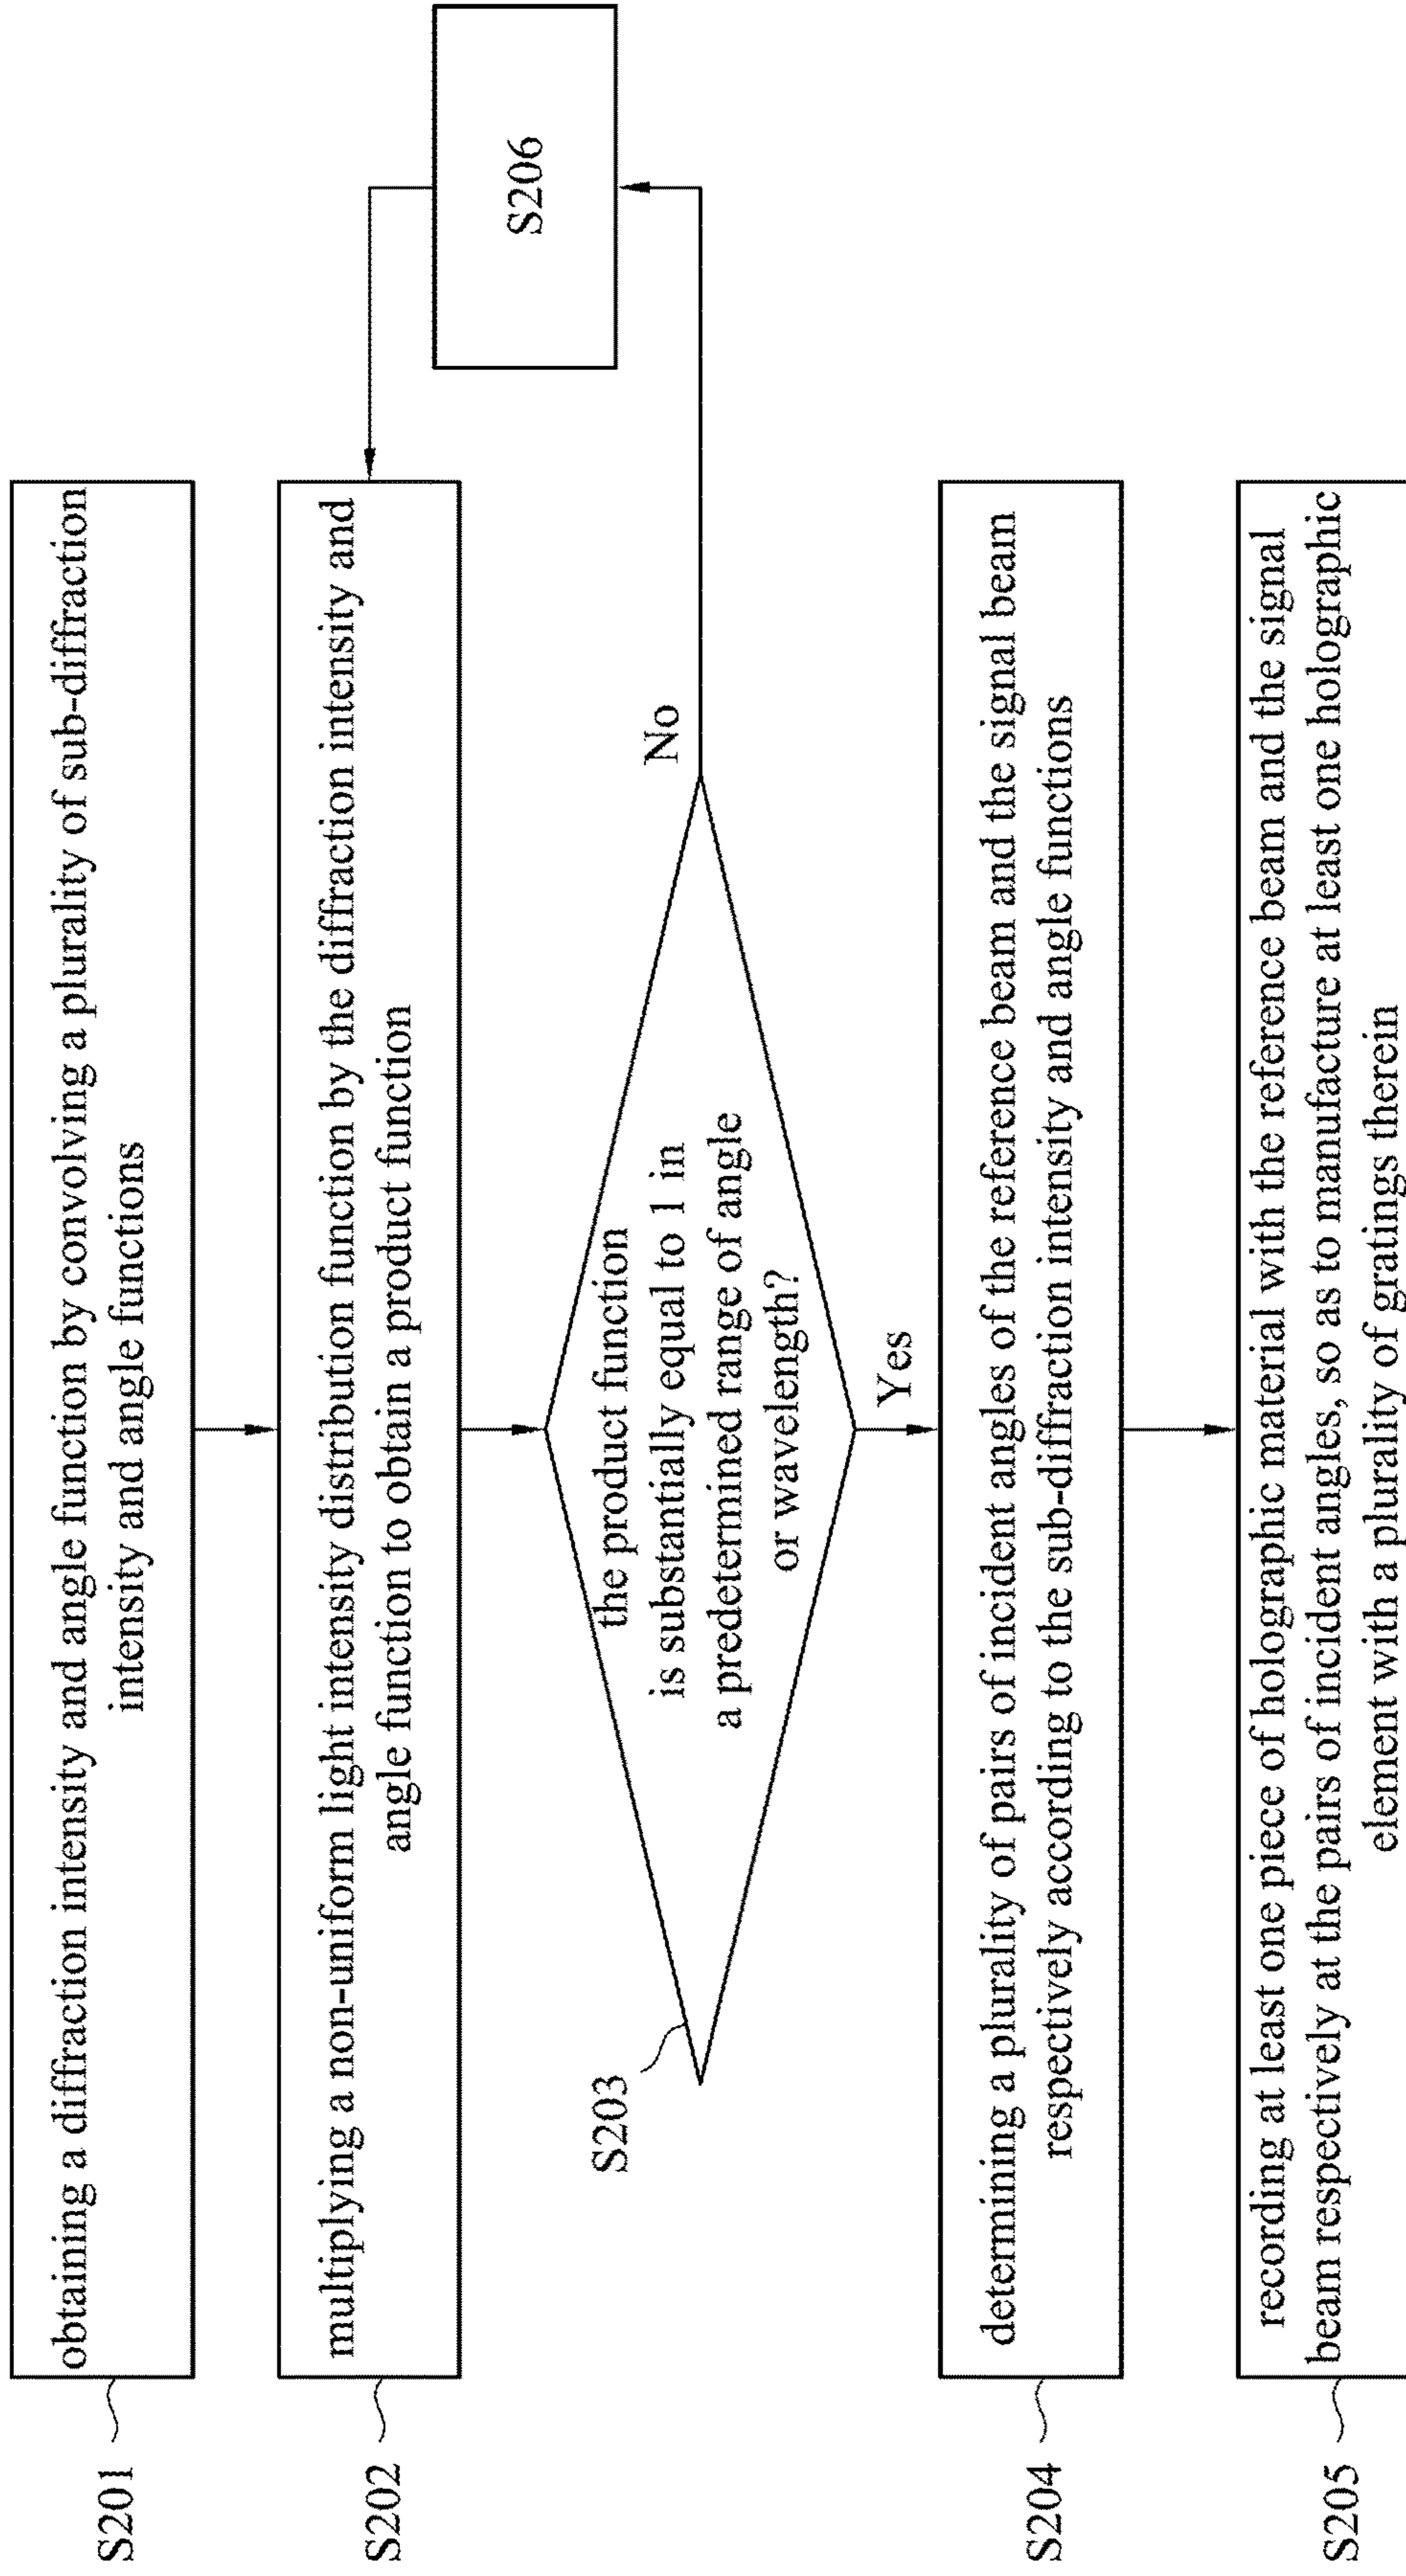 S201
obtaining a diffraction intensity and angle function by convolving a plurality of sub-diffraction
intensity and angle functions
S202
multiplying a non-uniform light intensity distribution function by the diffraction intensity and
angle function to obtain a product function
S203
the product function
is substantially equal to 1 in
a predetermined range of angle
or wavelength?
No
S206
Yes
S204
determining a plurality of pairs of incident angles of the reference beam and the signal beam
respectively according to the sub-diffraction intensity and angle functions
S205
recording at least one piece of holographic material with the reference beam and the signal
beam respectively at the pairs of incident angles, so as to manufacture at least one holographic
element with a plurality of gratings therein